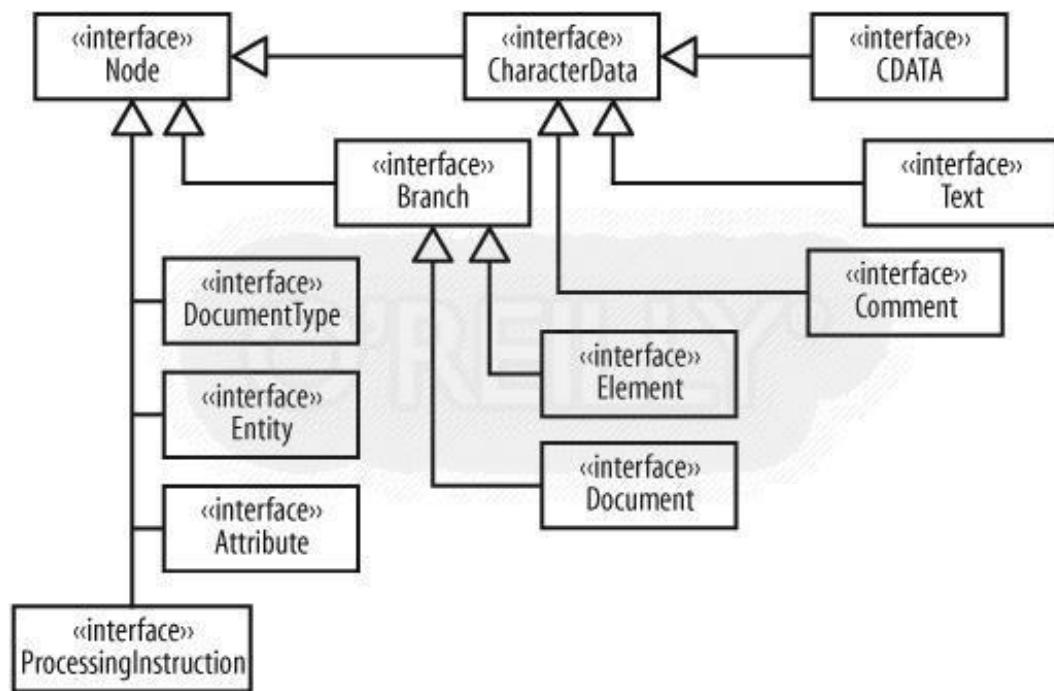 ‹‹interface››
Node
‹‹interface››
CharacterData
‹‹interface››
CDATA
‹‹interface››
Branch
‹‹interface››
Text
‹‹interface››
DocumentType
‹‹interface››
Comment
‹‹interface››
Element
‹‹interface››
Entity
‹‹interface››
Document
‹‹interface››
Attribute
‹‹interface››
ProcessingInstruction
O'REILLY®